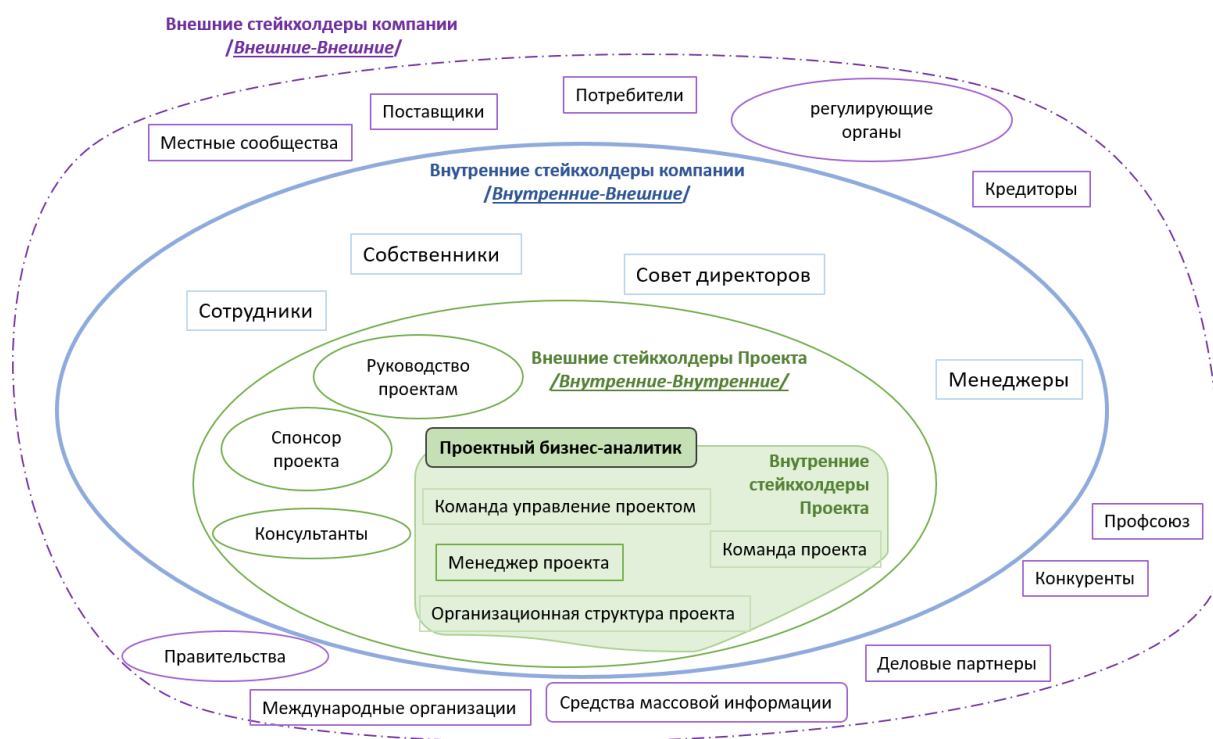 Внешние стейкхолдеры компании
/Внешние-Внешние/
Потребители
Поставщики
регулирующие
органы
Местные сообщества
Внутренние стейкхолдеры компании
/Внутренние-Внешние/
Кредиторы
Собственники
Совет директоров
Сотрудники
Руководство
проектам
Внешние стейкхолдеры Проекта
/Внутренние-Внутренние/
Менеджеры
Спонсор
проекта
Проектный бизнес-аналитик
Внутренние
стейкхолдеры
Проекта
Команда управление проектом
Профсоюз
Консультанты
Команда проекта
Менеджер проекта
Конкуренты
Организационная структура проекта
Правительства
Деловые партнеры
Международные организации
Средства массовой информации